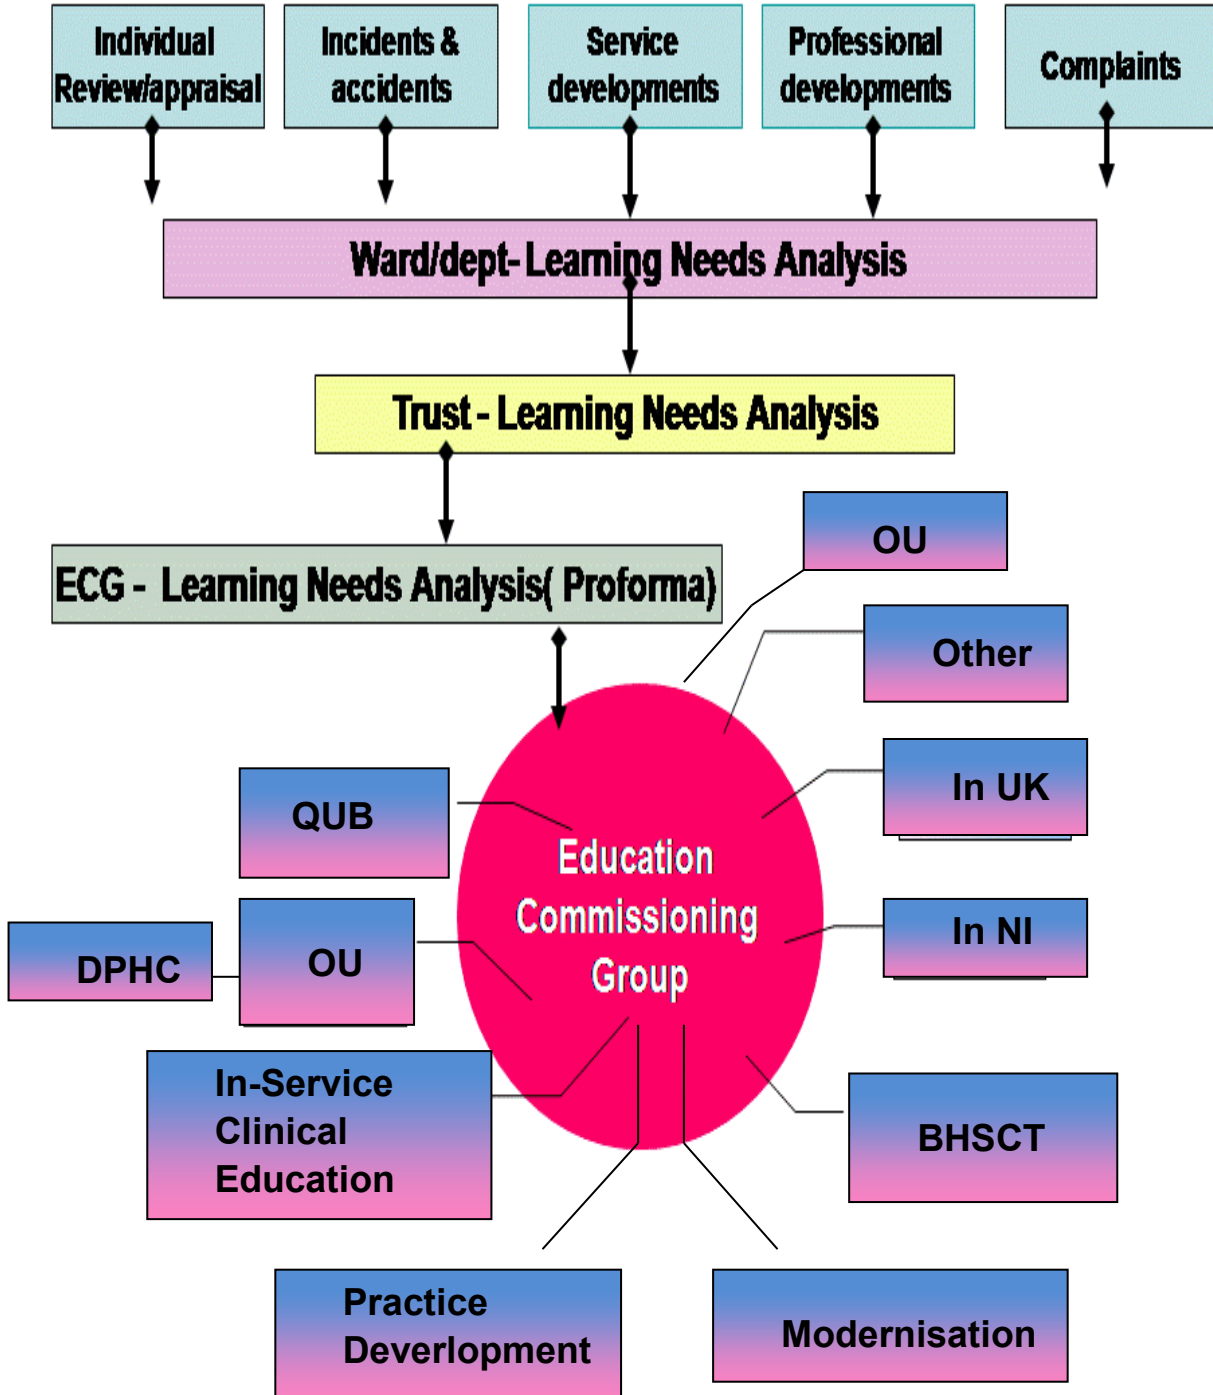 Individual
Review/appraisal
Incidents &
accidents
Service
developments
Professional
developments
Complaints
Ward/dept- Learning Needs Analysis
Trust - Learning Needs Analysis
ECG - Learning Needs Analysis( Proforma)
OU
Other
In UK
QUB
Education
Commissioning
Group
In NI
DPHC
OU
In-Service
Clinical
Education
BHSCT
Practice
Deverlopment
Modernisation